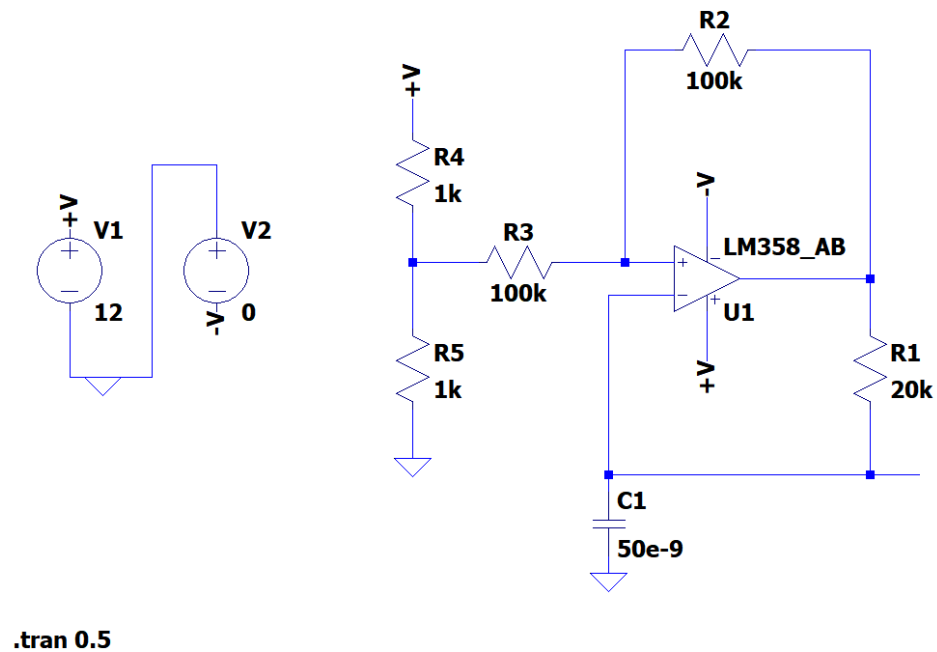 R2
100k
+V
R4
1k
+V
V1
12
V2
0
-V
R3
100k
-V
LM358_AB
U1
+V
R5
1k
R1
20k
C1
50e-9
.tran 0.5